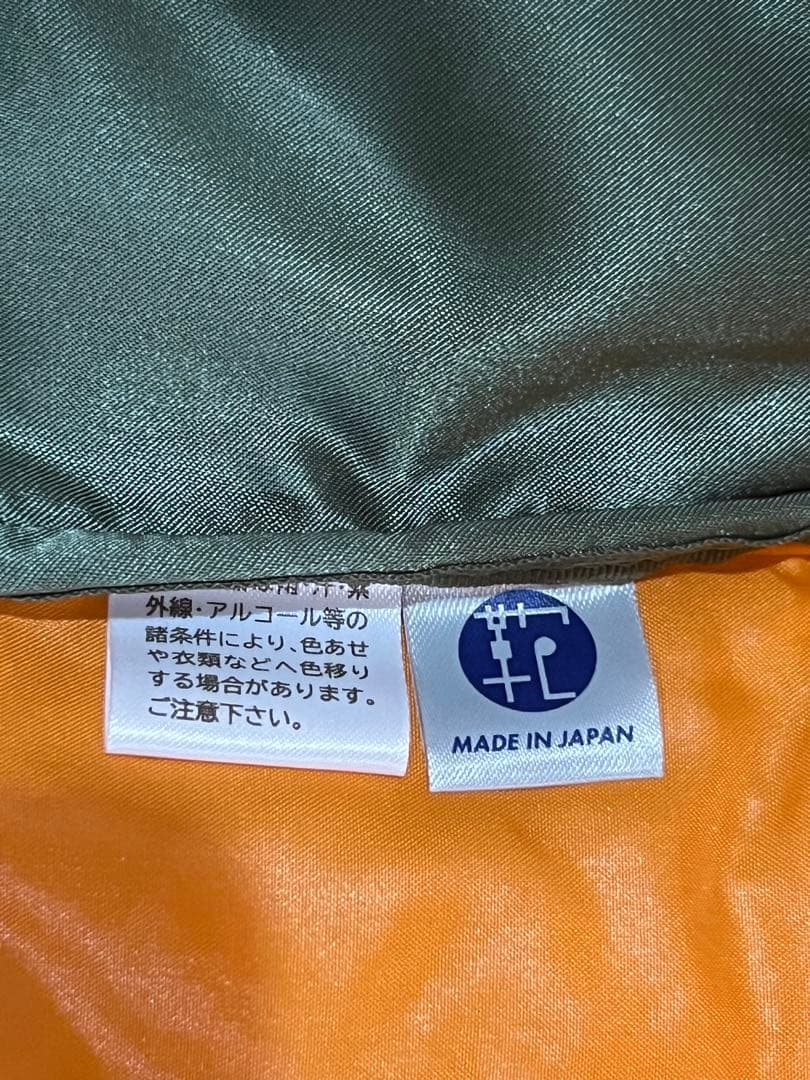 外線・アルコール等の
諸条件により、色あせ
や衣類などへ色移り
する場合があります。
ご注意下さい。
MADE IN JAPAN